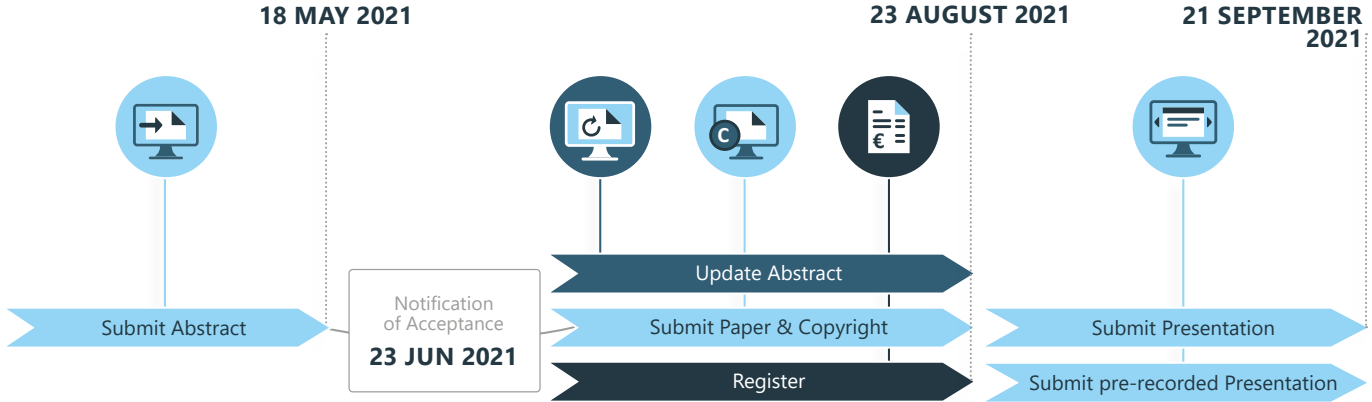 18 MAY 2021
23 AUGUST 2021
21 SEPTEMBER
2021
C
€
Update Abstract
Notification
of Acceptance
23 JUN 2021
Submit Abstract
Submit Paper & Copyright
Submit Presentation
Register
Submit pre-recorded Presentation